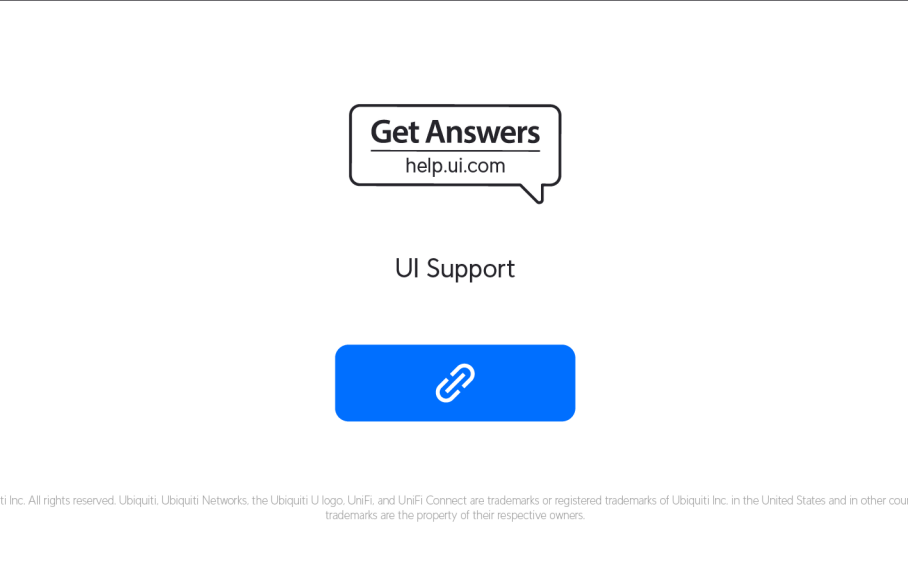 Get Answers
help.ui.com
UI Support
ti Inc. All rights reserved. Ubiquiti, Ubiquiti Networks, the Ubiquiti U logo, UniFi, and UniFi Connect are trademarks or registered trademarks of Ubiquiti Inc. in the United States and in other cou
trademarks are the property of their respective owners.